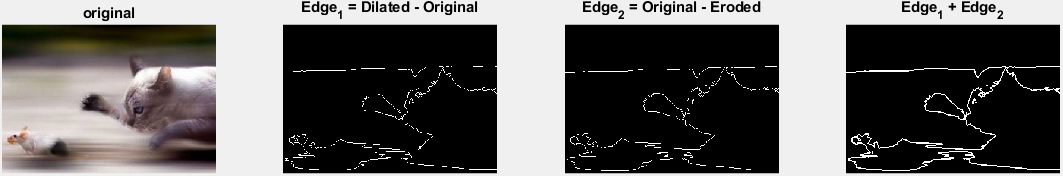 original
Edge₁ = Dilated - Original
Edge₂ = Original - Eroded
Edge₁ + Edge₂